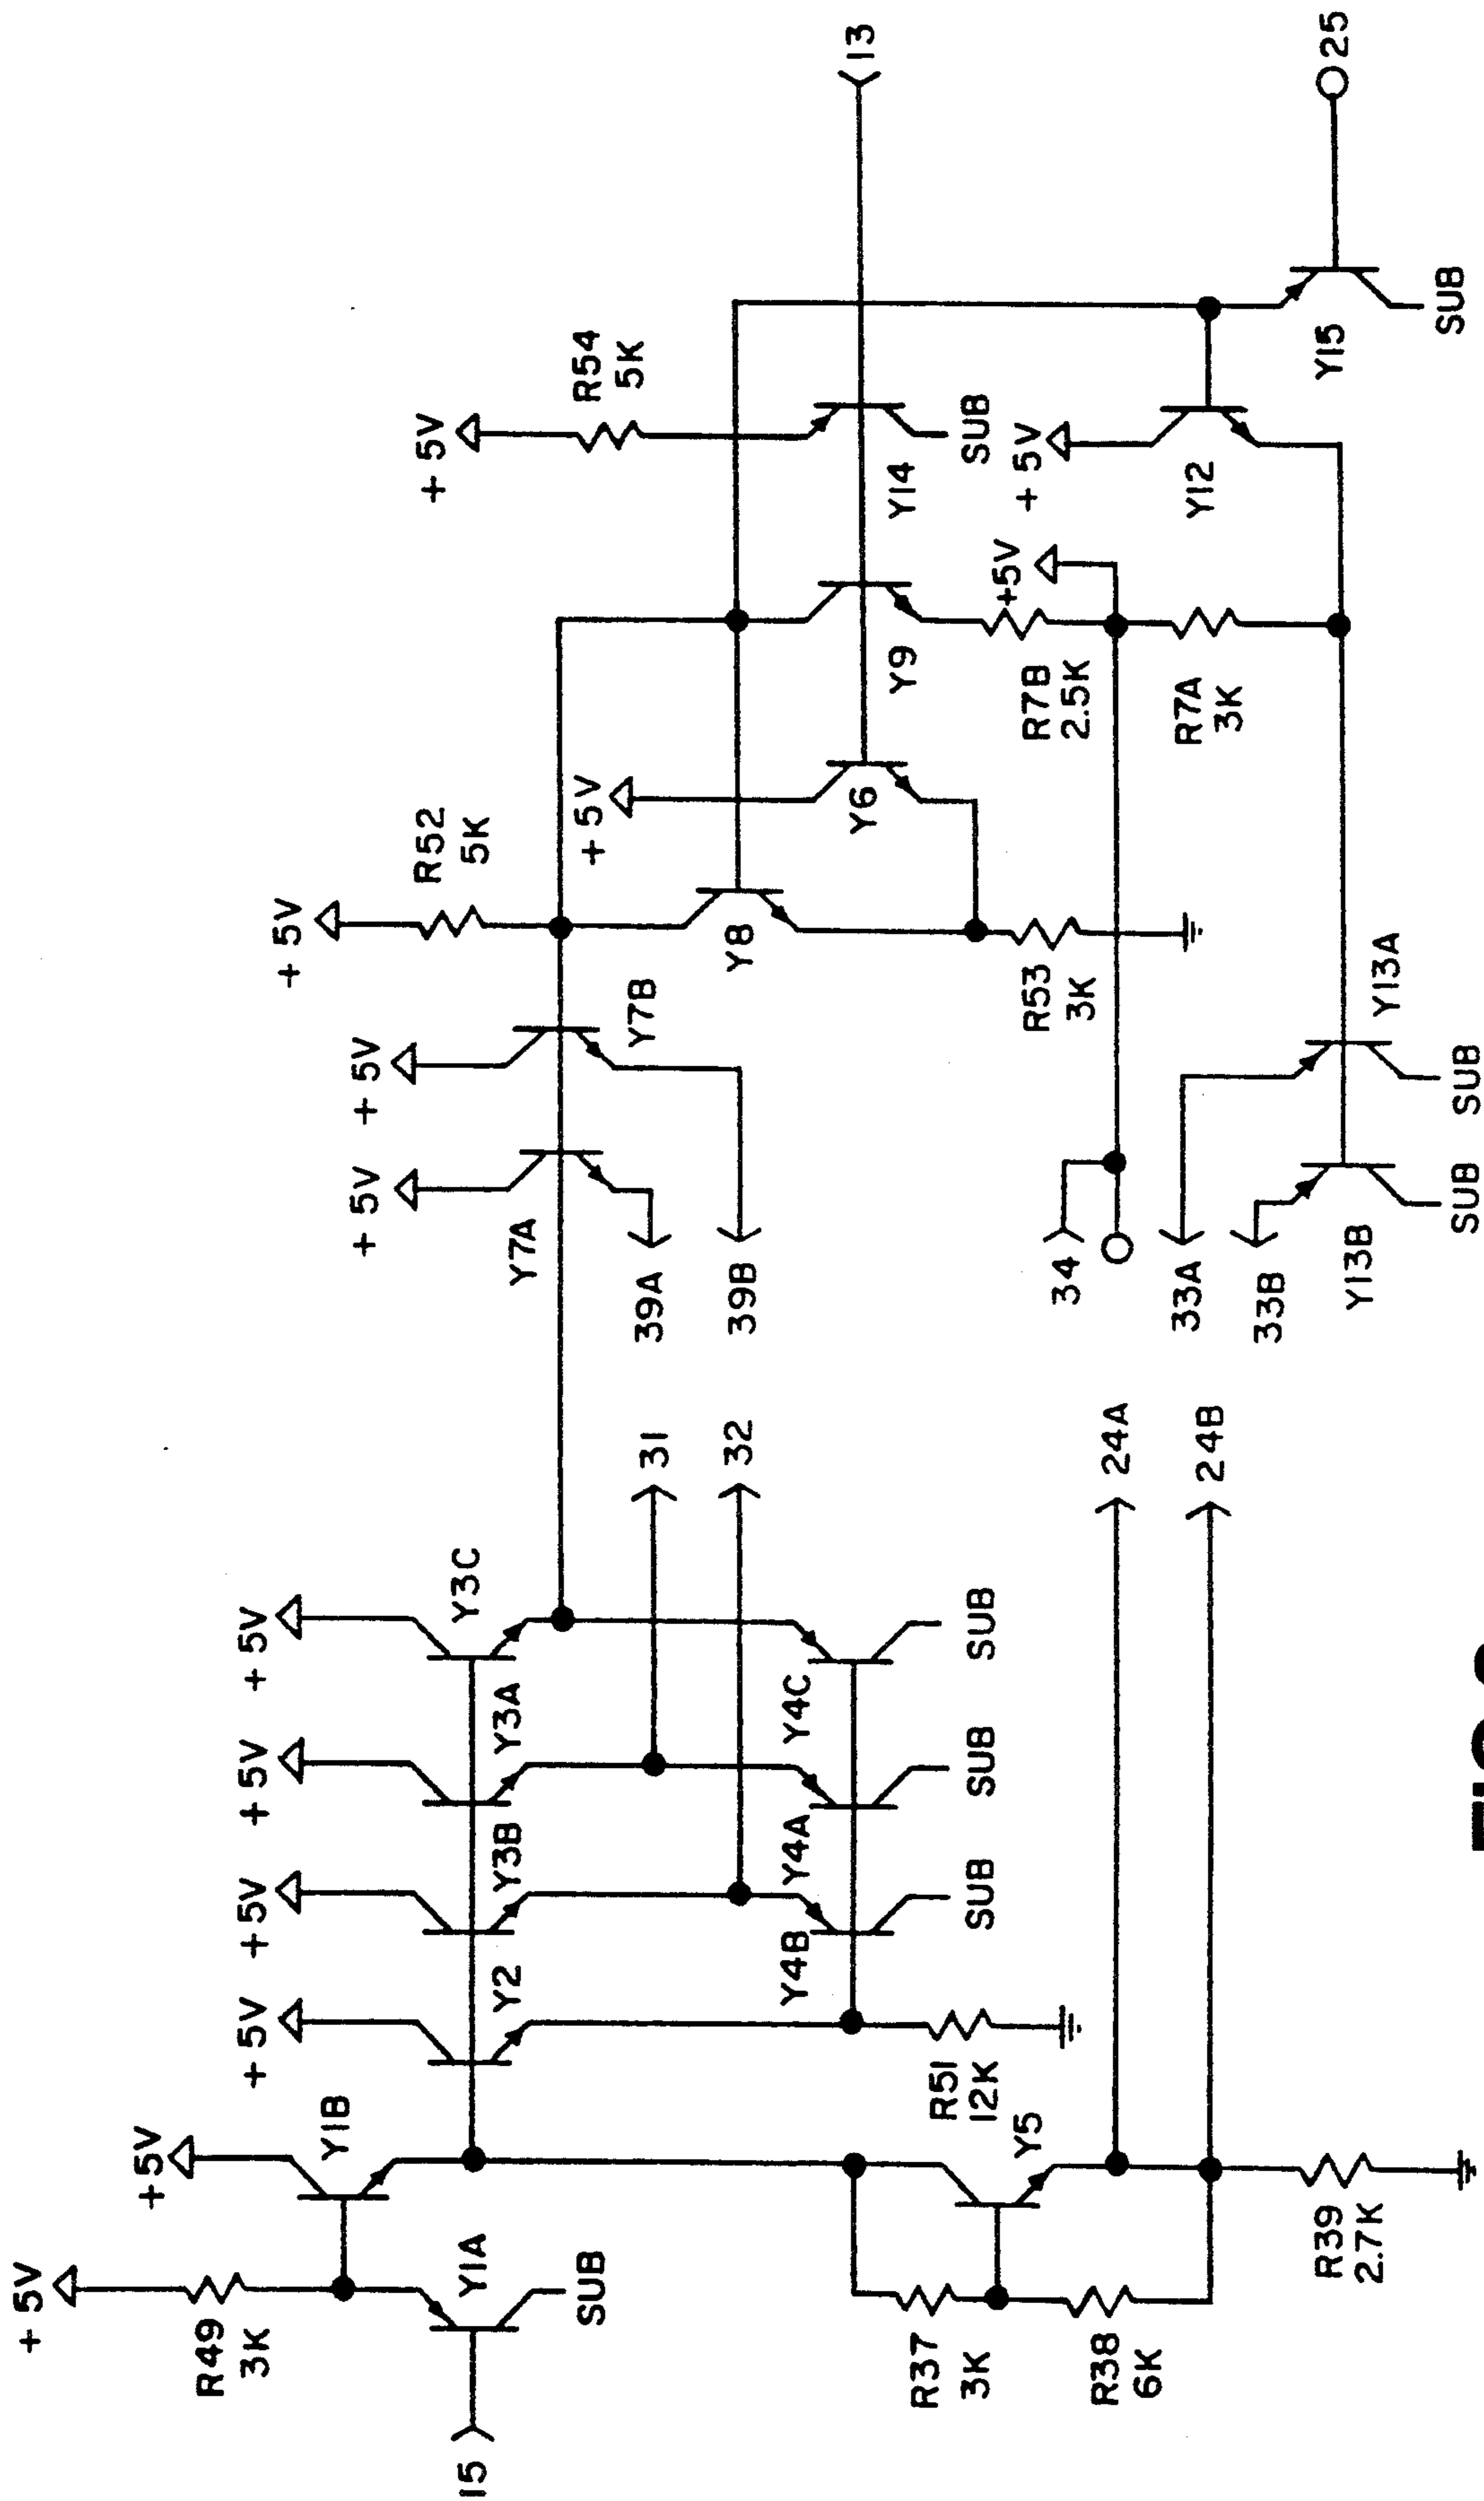 15
+5V
R49
3K
Y1A
SUB
+5V
Y1B
+5V
Y2
+5V
Y3B
+5V
Y3A
+5V
Y3C
Y4B
SUB
Y4A
SUB
Y4C
SUB
R51
12K
R37
3K
R38
6K
Y5
R39
2.7K
31
32
24A
24B
+5V
Y7A
+5V
Y7B
39A
39B
+5V
R52
5K
Y8
+5V
Y6
R53
3K
Y9
R7B
2.5K
+5V
R7A
3K
+5V
R54
5K
Y14
SUB
13
+5V
Y12
Y15
SUB
25
34
33A
33B
Y13B
SUB
Y13A
SUB